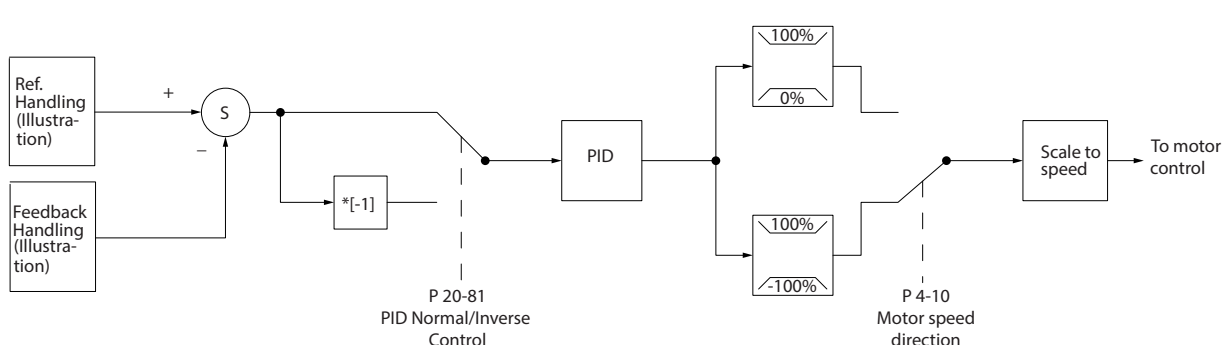 Ref.
Handling
(Illustra-
tion)
+
S
–
Feedback
Handling
(Illustra-
tion)
*[-1]
P 20-81
PID Normal/Inverse
Control
PID
100%
0%
100%
-100%
P 4-10
Motor speed
direction
Scale to
speed
To motor
control